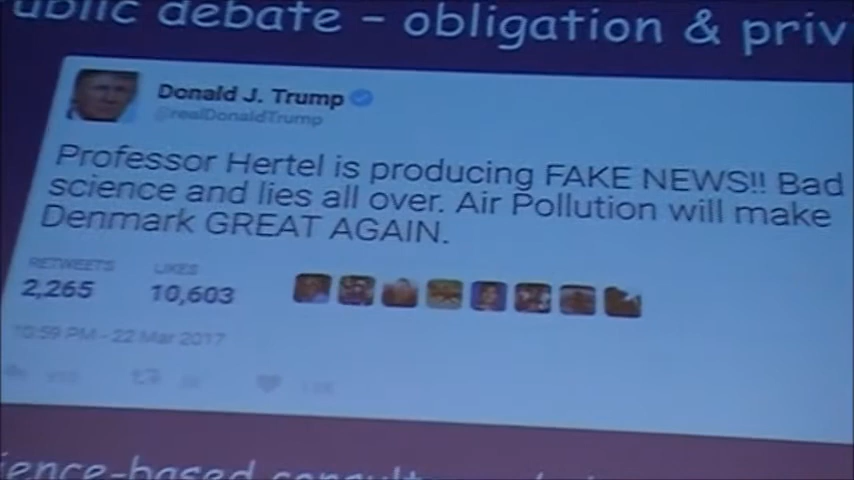 ublic debate – obligation & priv
Donald J. Trump
@realDonaldTrump
Professor Hertel is producing FAKE NEWS!! Bad
science and lies all over. Air Pollution will make
Denmark GREAT AGAIN.
RETWEETS LIKES
2,265 10,603
10:59 PM - 22 Mar 2017
ience-based